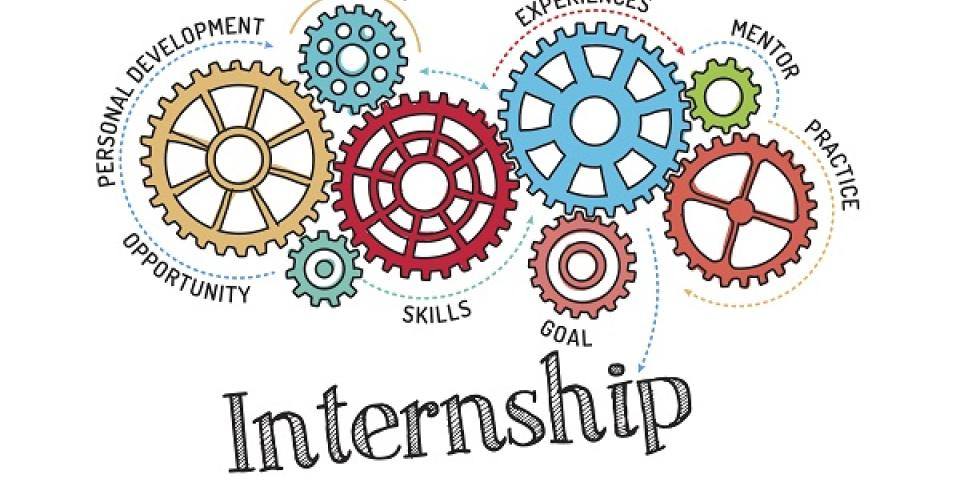 EXPERIENCES
PERSONAL DEVELOPMENT
MENTOR
PRACTICE
OPPORTUNITY
SKILLS
GOAL
Internship